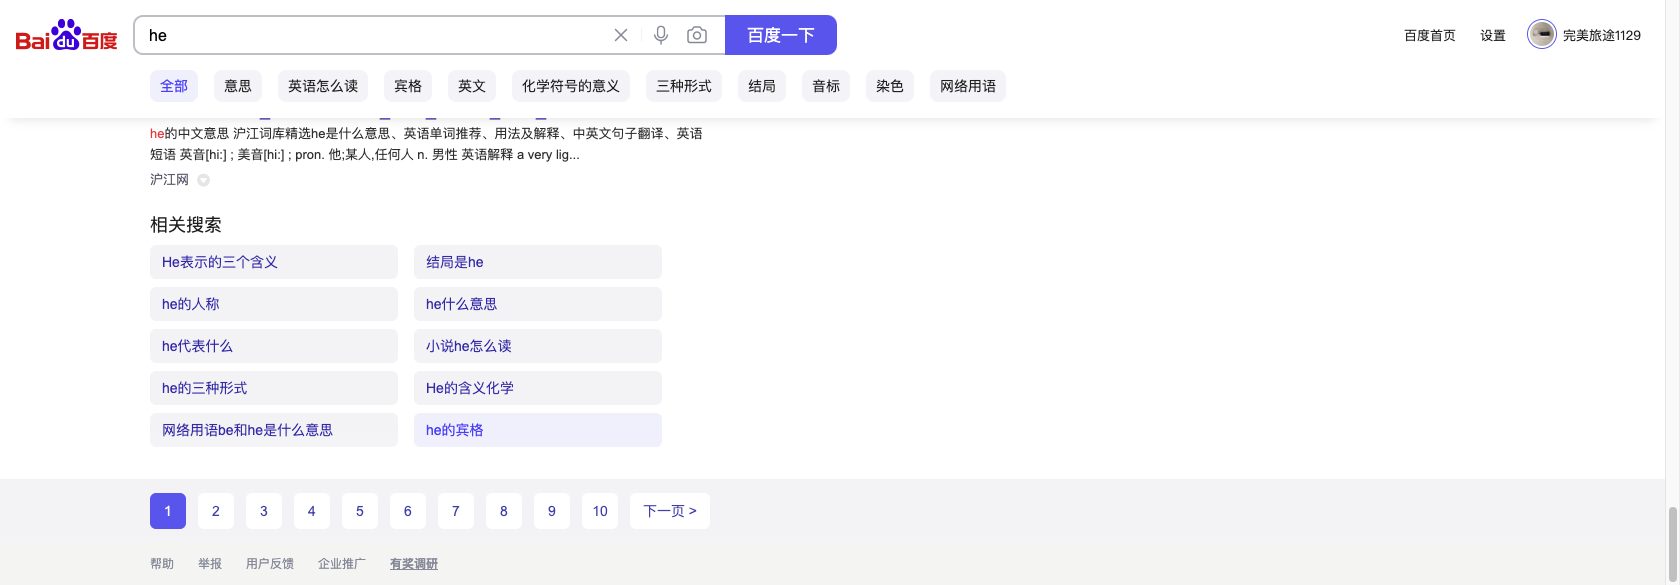 Bai du 百度 he 百度一下 百度首页 设置 完美旅途1129
全部 意思 英语怎么读 宾格 英文 化学符号的意义 三种形式 结局 音标 染色 网络用语
he的中文意思 沪江词库精选he是什么意思、英语单词推荐、用法及解释、中英文句子翻译、英语
短语 英音[hi:] ; 美音[hi:] ; pron. 他;某人,任何人 n. 男性 英语解释 a very lig...
沪江网
相关搜索
He表示的三个含义 结局是he
he的人称 he什么意思
he代表什么 小说he怎么读
he的三种形式 He的含义化学
网络用语be和he是什么意思 he的宾格
1 2 3 4 5 6 7 8 9 10 下一页 >
帮助 举报 用户反馈 企业推广 有奖调研